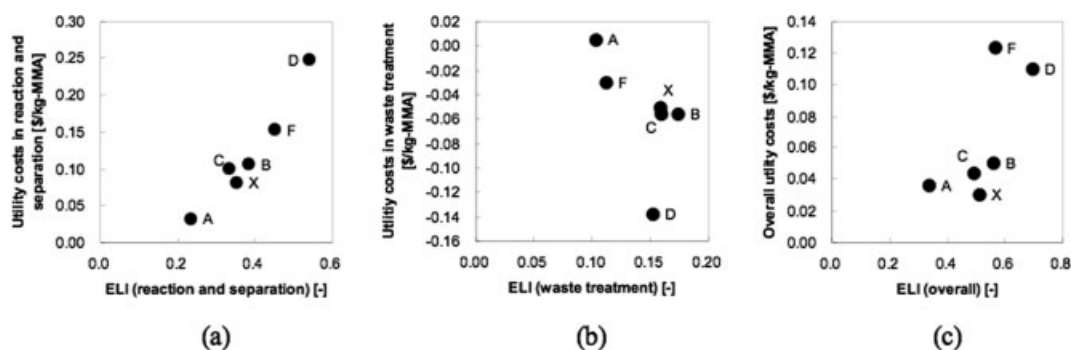 Utility costs in reaction and
separation [$/kg-MMA]
0.30
0.25
0.20
0.15
0.10
0.05
0.00
D
F
C
B
X
A
0.0
0.2
0.4
0.6
ELI (reaction and separation) [-]
(a)
Utlitiy costs in waste treatment
[$/kg-MMA]
0.02
0.00
-0.02
-0.04
-0.06
-0.08
-0.10
-0.12
-0.14
-0.16
A
F
X
B
C
D
0.00
0.05
0.10
0.15
0.20
ELI (waste treatment) [-]
(b)
Overall utlity costs [$/kg-MMA]
0.14
0.12
0.10
0.08
0.06
0.04
0.02
0.00
F
D
C
B
A
X
0.0
0.2
0.4
0.6
0.8
ELI (overall) [-]
(c)